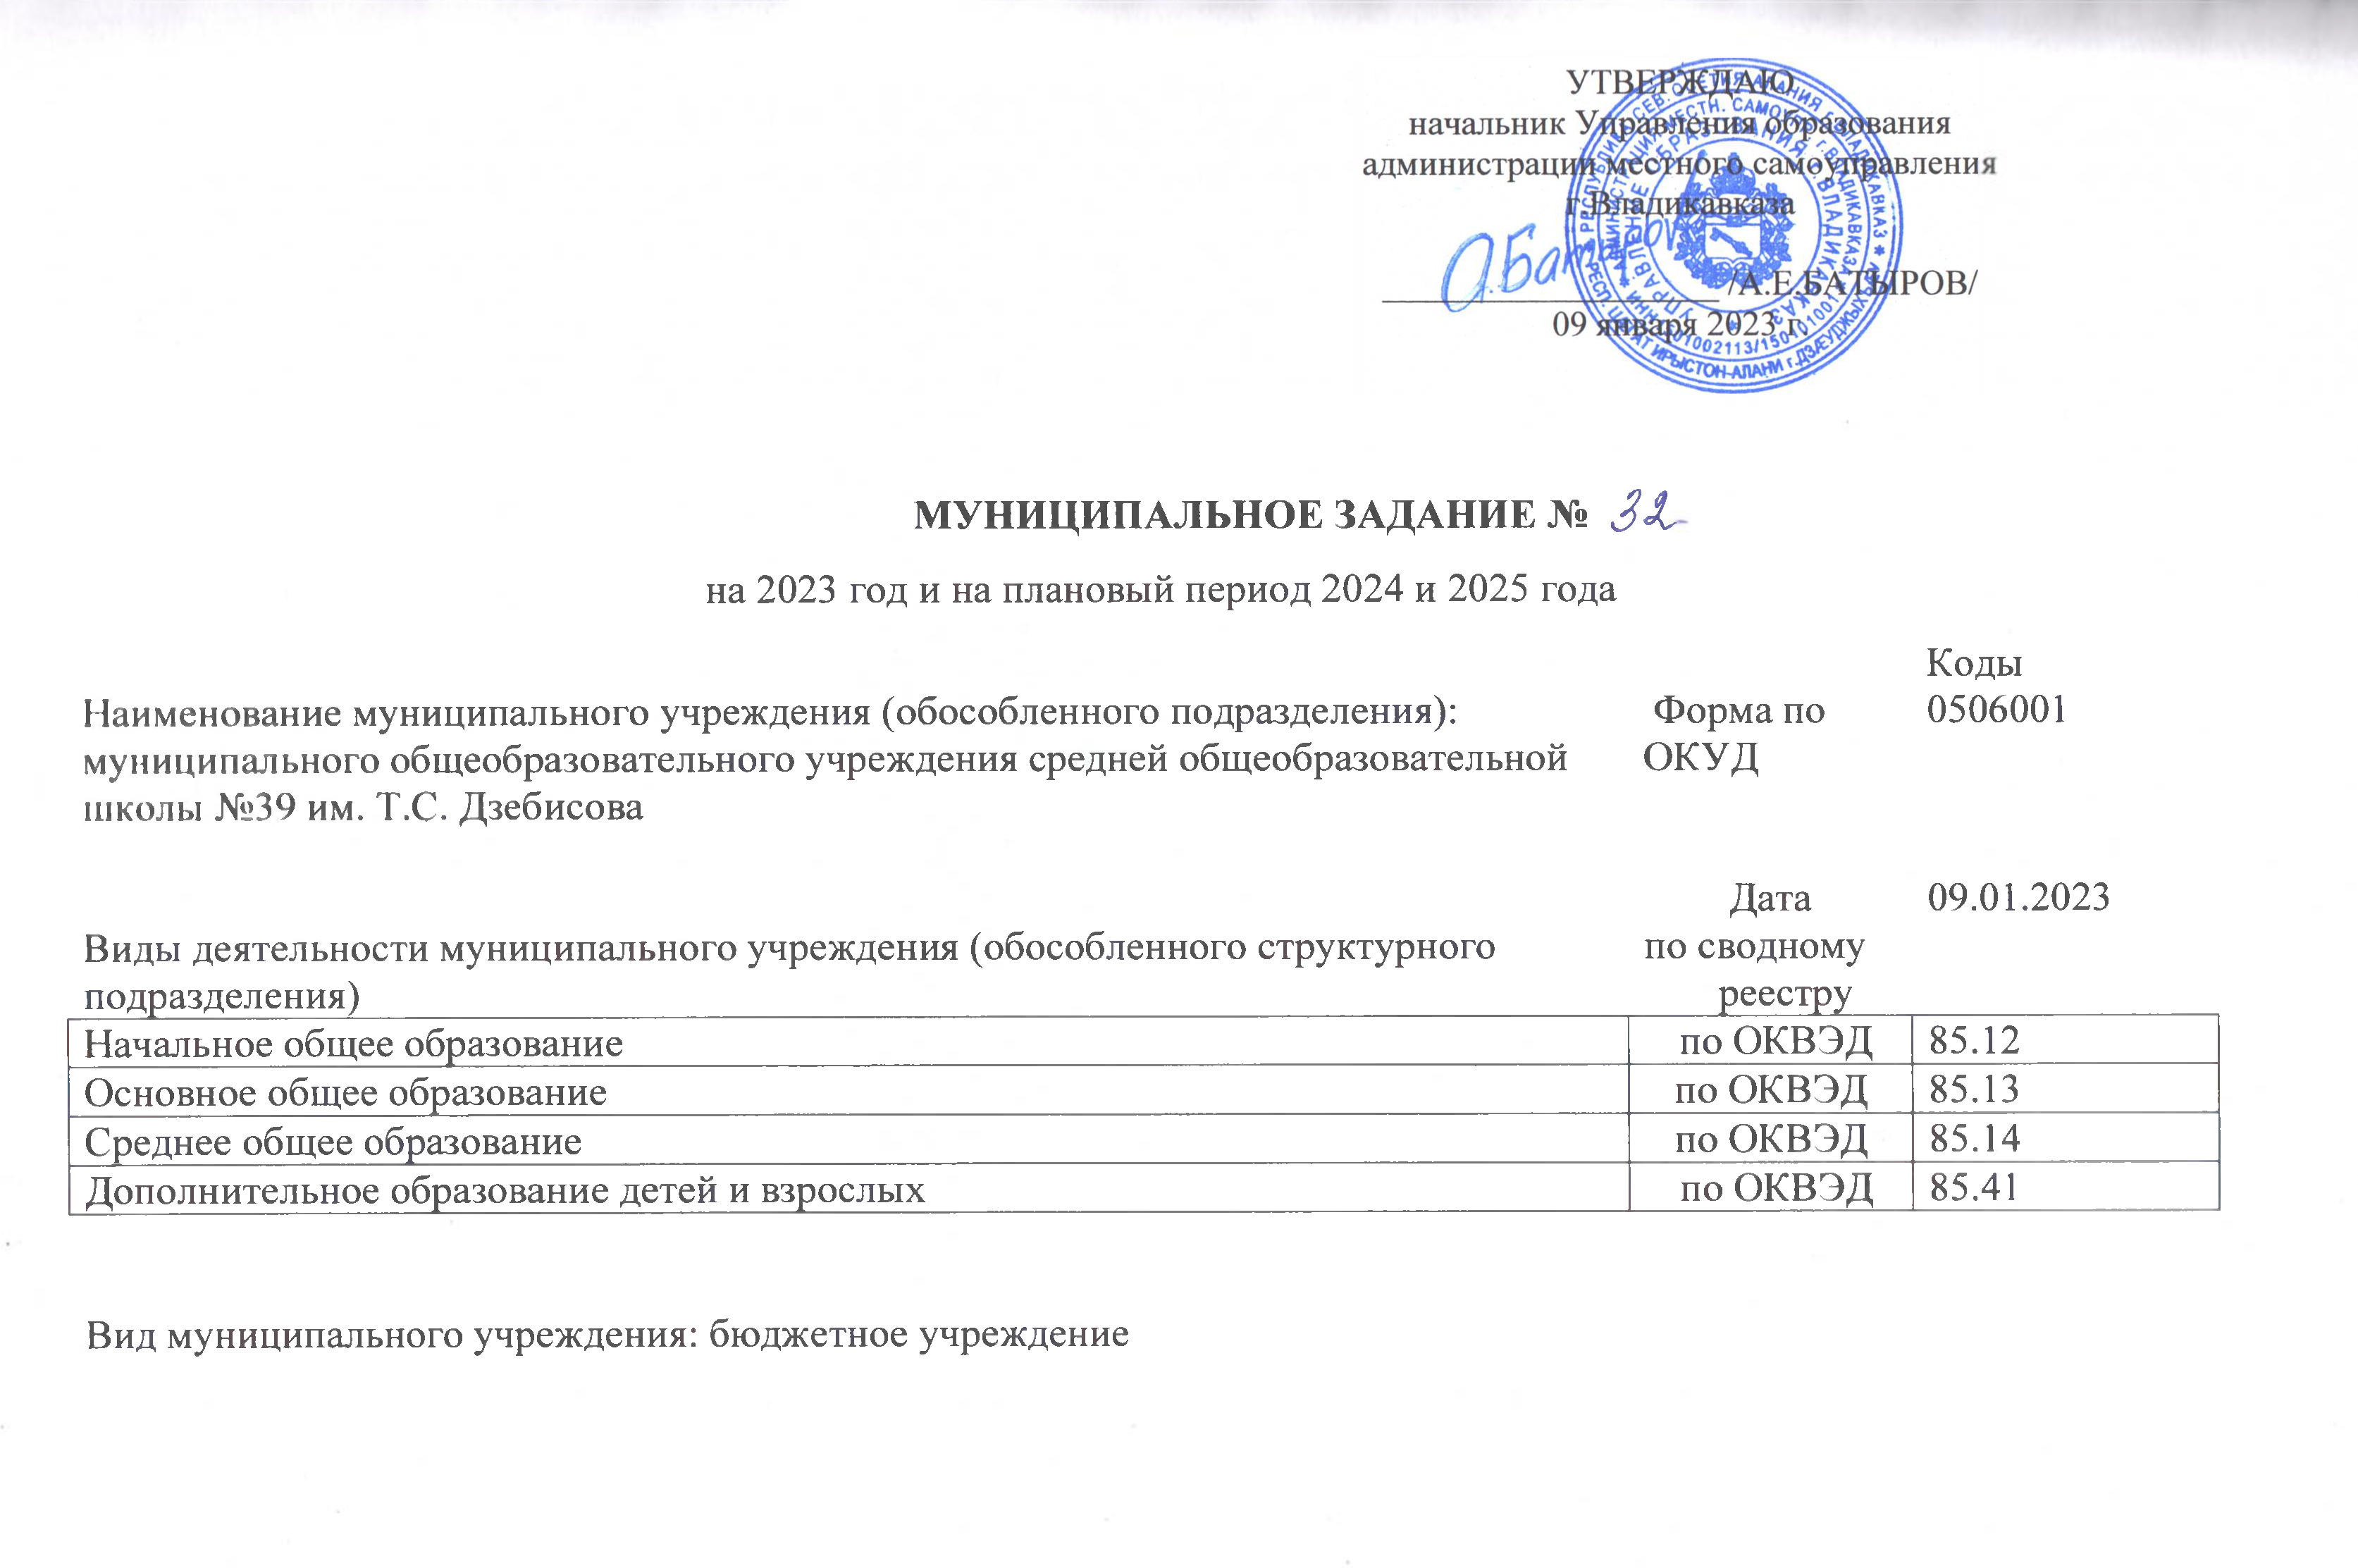 УТВЕРЖДАЮ
начальник Управления образования
администрации местного самоуправления
г.Владикавказа
/А.Е.БАТЫРОВ/
09 января 2023 г.
МУНИЦИПАЛЬНОЕ ЗАДАНИЕ № 32
на 2023 год и на плановый период 2024 и 2025 года
Коды
Наименование муниципального учреждения (обособленного подразделения): Форма по 0506001
муниципального общеобразовательного учреждения средней общеобразовательной ОКУД
школы №39 им. Т.С. Дзебисова
Дата 09.01.2023
Виды деятельности муниципального учреждения (обособленного структурного по сводному
подразделения) реестру
Начальное общее образование по ОКВЭД 85.12
Основное общее образование по ОКВЭД 85.13
Среднее общее образование по ОКВЭД 85.14
Дополнительное образование детей и взрослых по ОКВЭД 85.41
Вид муниципального учреждения: бюджетное учреждение